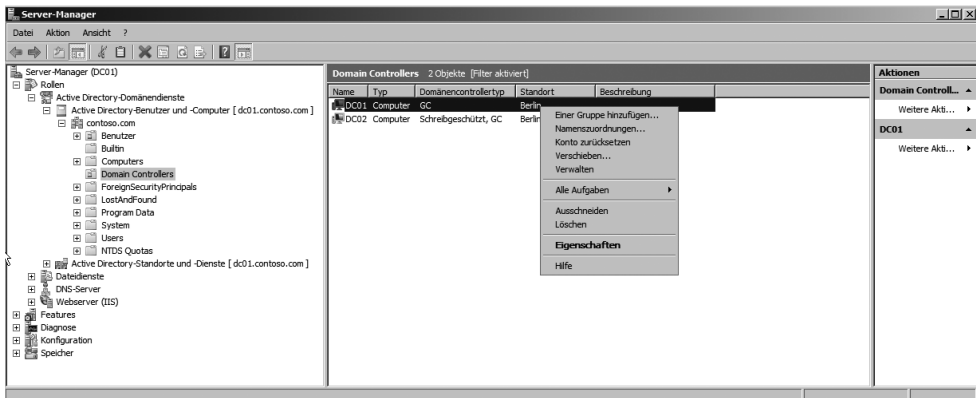 Server-Manager
Datei Aktion Ansicht ?
Server-Manager (DC01)
Rollen
Active Directory-Domänendienste
Active Directory-Benutzer und -Computer [ dc01.contoso.com ]
contoso.com
Benutzer
Builtin
Computers
Domain Controllers
ForeignSecurityPrincipals
LostAndFound
Program Data
System
Users
NTDS Quotas
Active Directory-Standorte und -Dienste [ dc01.contoso.com ]
Dateidienste
DNS-Server
Webserver (IIS)
Features
Diagnose
Konfiguration
Speicher
Domain Controllers 2 Objekte [Filter aktiviert]
Name Typ Domänencontrollertyp Standort Beschreibung
DC01 Computer GC Berlin
DC02 Computer Schreibgeschützt, GC Berlin
Einer Gruppe hinzufügen...
Namenszuordnungen...
Konto zurücksetzen
Verschieben...
Verwalten
Alle Aufgaben
Ausschneiden
Löschen
Eigenschaften
Hilfe
Aktionen
Domain Controll...
Weitere Akti...
DC01
Weitere Akti...